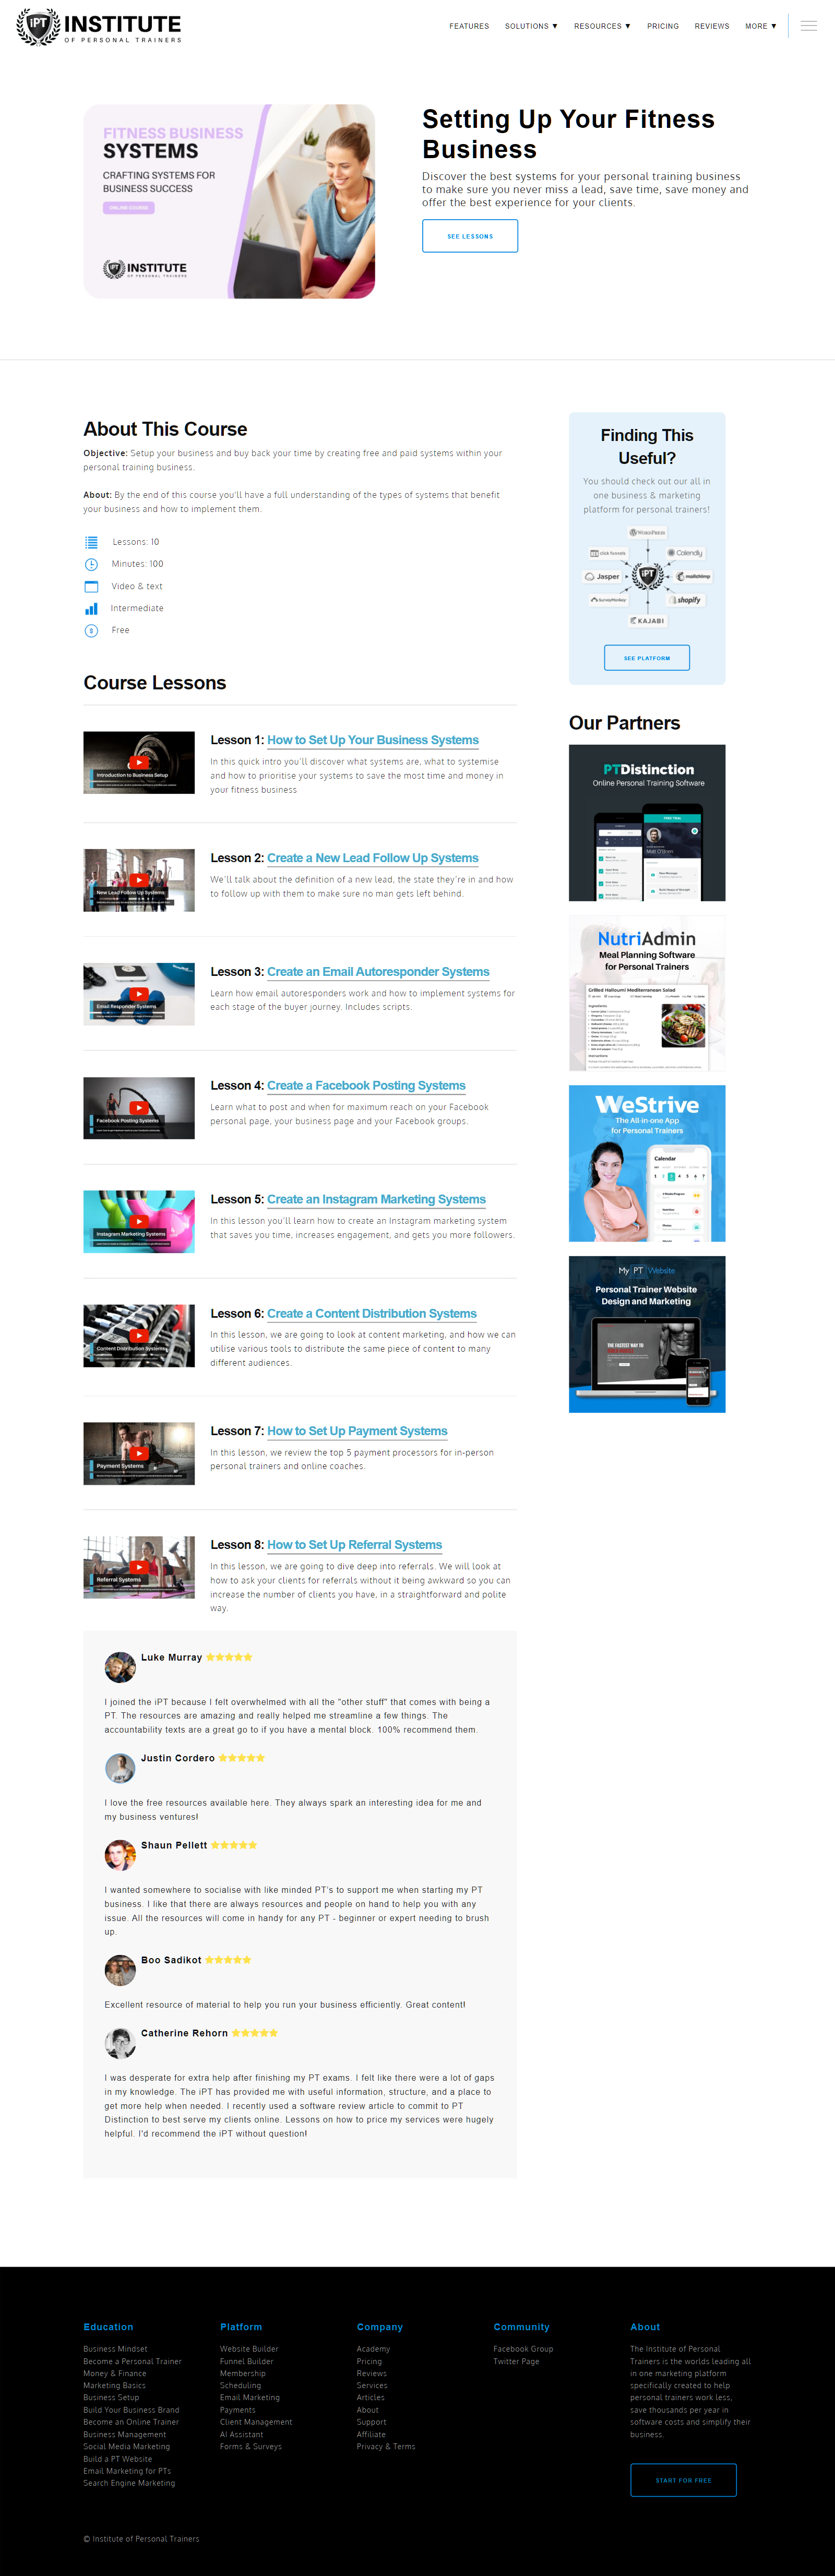 iPT INSTITUTE
OF PERSONAL TRAINERS
FEATURES SOLUTIONS ▼ RESOURCES ▼ PRICING REVIEWS MORE ▼
FITNESS BUSINESS
SYSTEMS
CRAFTING SYSTEMS FOR
BUSINESS SUCCESS
ONLINE COURSE
iPT INSTITUTE
OF PERSONAL TRAINERS
Setting Up Your Fitness
Business
Discover the best systems for your personal training business
to make sure you never miss a lead, save time, save money and
offer the best experience for your clients.
SEE LESSONS
About This Course
Objective: Setup your business and buy back your time by creating free and paid systems within your
personal training business.
About: By the end of this course you'll have a full understanding of the types of systems that benefit
your business and how to implement them.
Lessons: 10
Minutes: 100
Video & text
Intermediate
Free
Course Lessons
Introduction to Business Setup
Lesson 1: How to Set Up Your Business Systems
In this quick intro you'll discover what systems are, what to systemise
and how to prioritise your systems to save the most time and money in
your fitness business
New Lead Follow Up Systems
Lesson 2: Create a New Lead Follow Up Systems
We'll talk about the definition of a new lead, the state they're in and how
to follow up with them to make sure no man gets left behind.
Email Responder Systems
Lesson 3: Create an Email Autoresponder Systems
Learn how email autoresponders work and how to implement systems for
each stage of the buyer journey. Includes scripts.
Facebook Posting Systems
Lesson 4: Create a Facebook Posting Systems
Learn what to post and when for maximum reach on your Facebook
personal page, your business page and your Facebook groups.
Instagram Marketing Systems
Lesson 5: Create an Instagram Marketing Systems
In this lesson you'll learn how to create an Instagram marketing system
that saves you time, increases engagement, and gets you more followers.
Content Distribution Systems
Lesson 6: Create a Content Distribution Systems
In this lesson, we are going to look at content marketing, and how we can
utilise various tools to distribute the same piece of content to many
different audiences.
Payment Systems
Lesson 7: How to Set Up Payment Systems
In this lesson, we review the top 5 payment processors for in-person
personal trainers and online coaches.
Referral Systems
Lesson 8: How to Set Up Referral Systems
In this lesson, we are going to dive deep into referrals. We will look at
how to ask your clients for referrals without it being awkward so you can
increase the number of clients you have, in a straightforward and polite
way.
Luke Murray
I joined the iPT because I felt overwhelmed with all the "other stuff" that comes with being a
PT. The resources are amazing and really helped me streamline a few things. The
accountability texts are a great go to if you have a mental block. 100% recommend them.
Justin Cordero
I love the free resources available here. They always spark an interesting idea for me and
my business ventures!
Shaun Pellett
I wanted somewhere to socialise with like minded PT's to support me when starting my PT
business. I like that there are always resources and people on hand to help you with any
issue. All the resources will come in handy for any PT - beginner or expert needing to brush
up.
Boo Sadikot
Excellent resource of material to help you run your business efficiently. Great content!
Catherine Rehorn
I was desperate for extra help after finishing my PT exams. I felt like there were a lot of gaps
in my knowledge. The iPT has provided me with useful information, structure, and a place to
get more help when needed. I recently used a software review article to commit to PT
Distinction to best serve my clients online. Lessons on how to price my services were hugely
helpful. I'd recommend the iPT without question!
Finding This
Useful?
You should check out our all in
one business & marketing
platform for personal trainers!
WordPress
click funnels
Calendly
Jasper
iPT
mailchimp
SurveyMonkey
shopify
KAJABI
SEE PLATFORM
Our Partners
PTDistinction
Online Personal Training Software
FREE TRIAL
Matt O'Brien
NutriAdmin
Meal Planning Software
for Personal Trainers
Grilled Halloumi Mediterranean Salad
Ingredients
Instructions
WeStrive
The All-in-one App
for Personal Trainers
Calendar
My PT Website
Personal Trainer Website
Design and Marketing
THE FASTEST WAY TO
Education
Business Mindset
Become a Personal Trainer
Money & Finance
Marketing Basics
Business Setup
Build Your Business Brand
Become an Online Trainer
Business Management
Social Media Marketing
Build a PT Website
Email Marketing for PTs
Search Engine Marketing
Platform
Website Builder
Funnel Builder
Membership
Scheduling
Email Marketing
Payments
Client Management
AI Assistant
Forms & Surveys
Company
Academy
Pricing
Reviews
Services
Articles
About
Support
Affiliate
Privacy & Terms
Community
Facebook Group
Twitter Page
About
The Institute of Personal
Trainers is the worlds leading all
in one marketing platform
specifically created to help
personal trainers work less,
save thousands per year in
software costs and simplify their
business.
START FOR FREE
© Institute of Personal Trainers